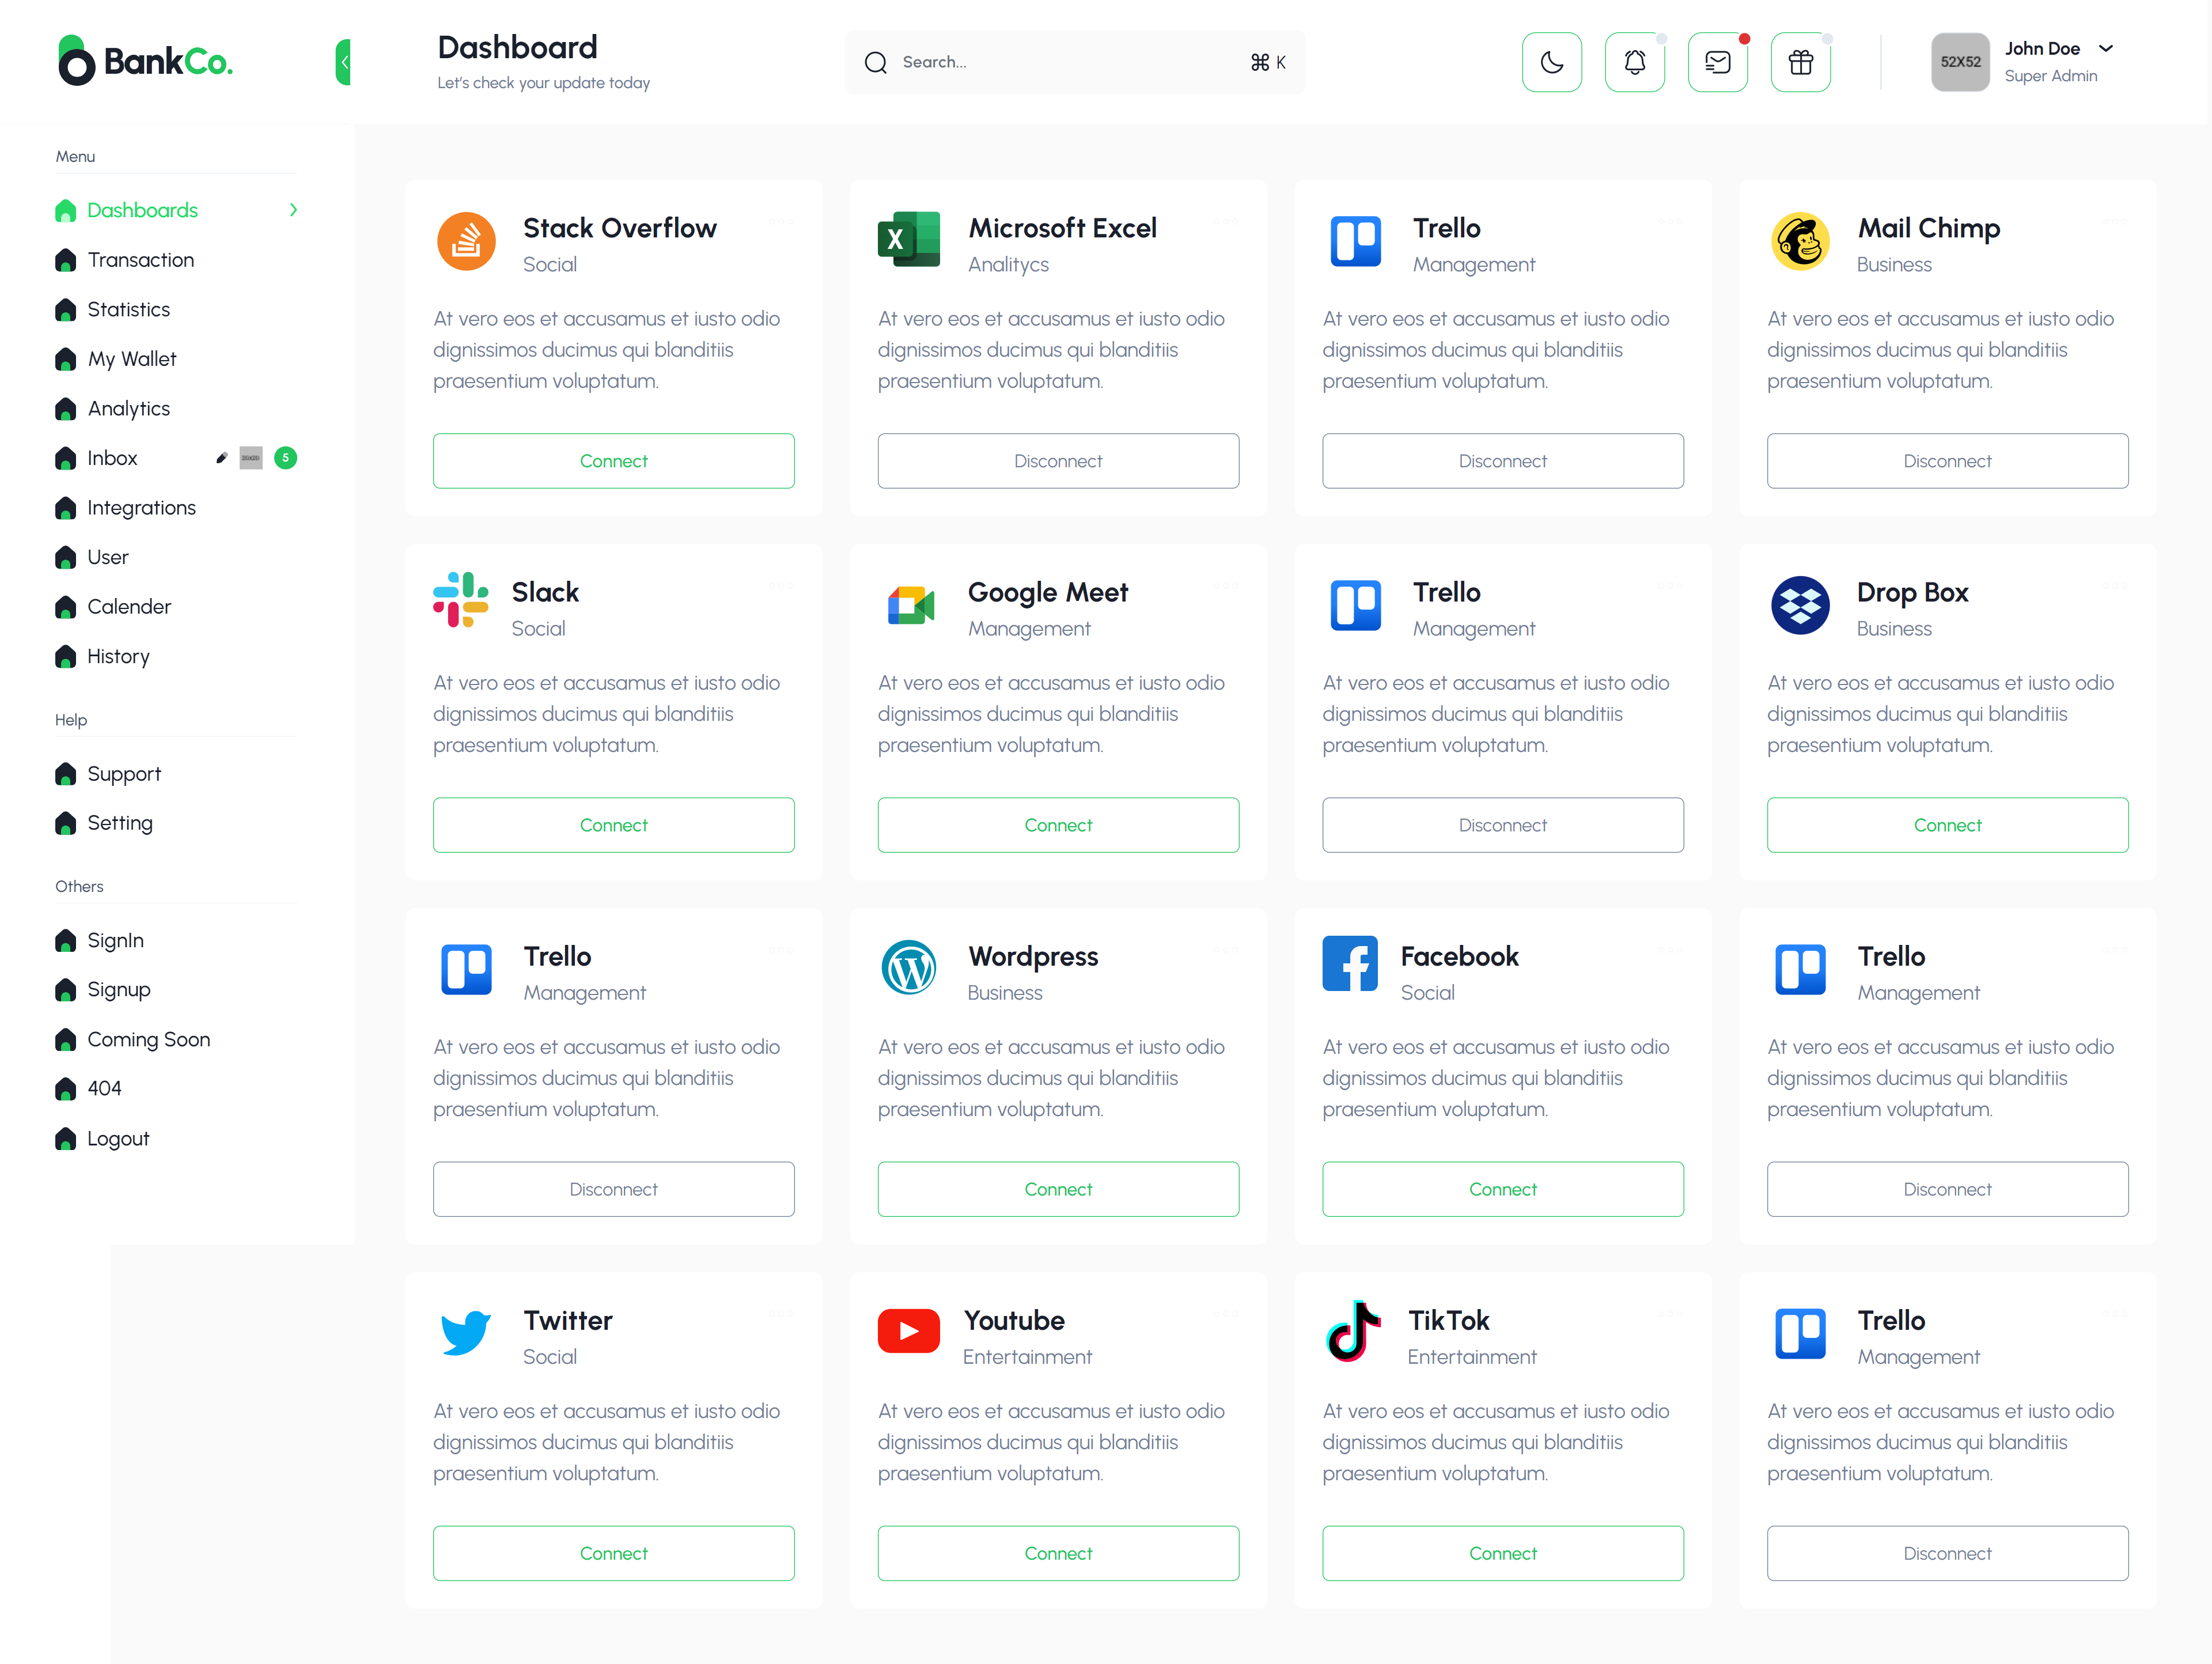 BankCo.
Dashboard
Let's check your update today
Search...
⌘ K
52X52
John Doe
Super Admin
Menu
Dashboards
Transaction
Statistics
My Wallet
Analytics
Inbox
5
Integrations
User
Calender
History
Help
Support
Setting
Others
SignIn
Signup
Coming Soon
404
Logout
Stack Overflow
Social
At vero eos et accusamus et iusto odio
dignissimos ducimus qui blanditiis
praesentium voluptatum.
Connect
Microsoft Excel
Analitycs
At vero eos et accusamus et iusto odio
dignissimos ducimus qui blanditiis
praesentium voluptatum.
Disconnect
Trello
Management
At vero eos et accusamus et iusto odio
dignissimos ducimus qui blanditiis
praesentium voluptatum.
Disconnect
Mail Chimp
Business
At vero eos et accusamus et iusto odio
dignissimos ducimus qui blanditiis
praesentium voluptatum.
Disconnect
Slack
Social
At vero eos et accusamus et iusto odio
dignissimos ducimus qui blanditiis
praesentium voluptatum.
Connect
Google Meet
Management
At vero eos et accusamus et iusto odio
dignissimos ducimus qui blanditiis
praesentium voluptatum.
Connect
Trello
Management
At vero eos et accusamus et iusto odio
dignissimos ducimus qui blanditiis
praesentium voluptatum.
Disconnect
Drop Box
Business
At vero eos et accusamus et iusto odio
dignissimos ducimus qui blanditiis
praesentium voluptatum.
Connect
Trello
Management
At vero eos et accusamus et iusto odio
dignissimos ducimus qui blanditiis
praesentium voluptatum.
Disconnect
Wordpress
Business
At vero eos et accusamus et iusto odio
dignissimos ducimus qui blanditiis
praesentium voluptatum.
Connect
Facebook
Social
At vero eos et accusamus et iusto odio
dignissimos ducimus qui blanditiis
praesentium voluptatum.
Connect
Trello
Management
At vero eos et accusamus et iusto odio
dignissimos ducimus qui blanditiis
praesentium voluptatum.
Disconnect
Twitter
Social
At vero eos et accusamus et iusto odio
dignissimos ducimus qui blanditiis
praesentium voluptatum.
Connect
Youtube
Entertainment
At vero eos et accusamus et iusto odio
dignissimos ducimus qui blanditiis
praesentium voluptatum.
Connect
TikTok
Entertainment
At vero eos et accusamus et iusto odio
dignissimos ducimus qui blanditiis
praesentium voluptatum.
Connect
Trello
Management
At vero eos et accusamus et iusto odio
dignissimos ducimus qui blanditiis
praesentium voluptatum.
Disconnect